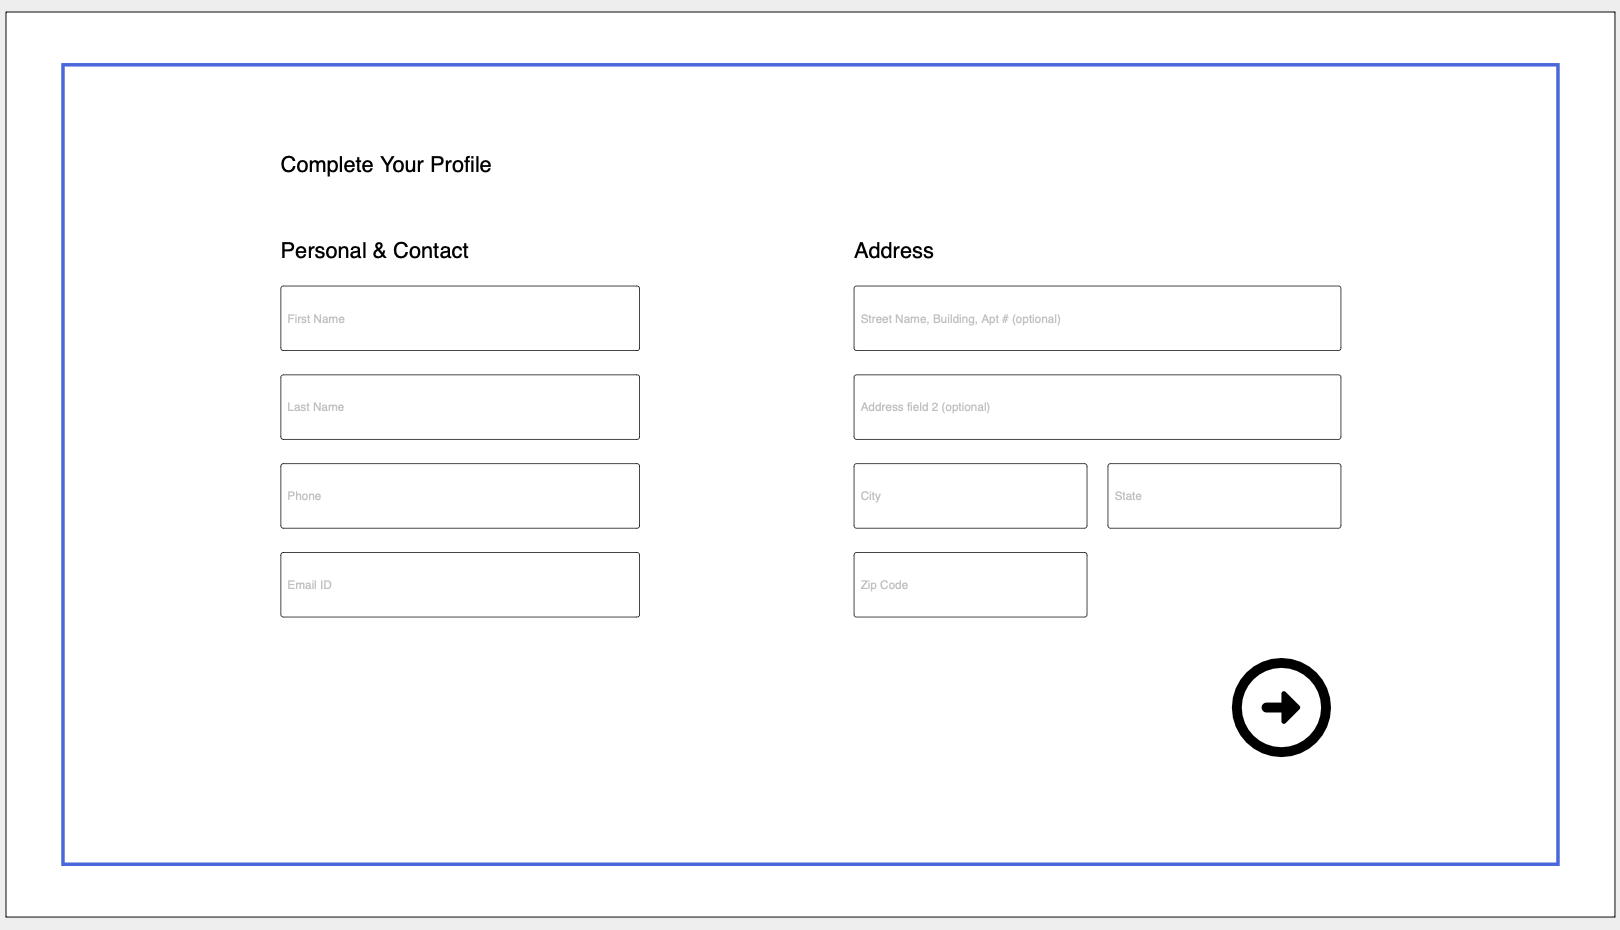 Complete Your Profile
Personal & Contact
First Name
Last Name
Phone
Email ID
Address
Street Name, Building, Apt # (optional)
Address field 2 (optional)
City
State
Zip Code